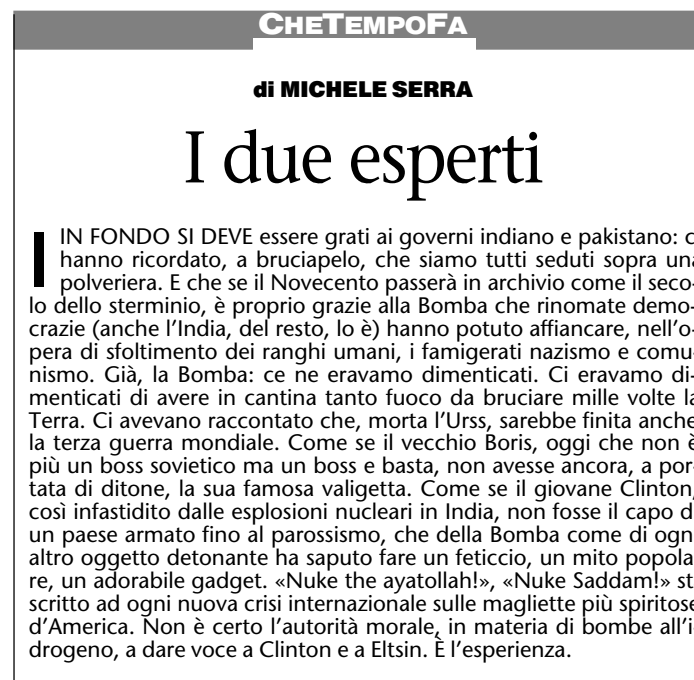 CHETEMPOFA
di MICHELE SERRA
I due esperti
IN FONDO SI DEVE essere grati ai governi indiano e pakistano: c
hanno ricordato, a bruciapelo, che siamo tutti seduti sopra una
polveriera. E che se il Novecento passerà in archivio come il seco-
lo dello sterminio, è proprio grazie alla Bomba che rinomate demo-
crazie (anche l'India, del resto, lo è) hanno potuto affiancare, nell'o-
pera di sfoltimento dei ranghi umani, i famigerati nazismo e comu-
nismo. Già, la Bomba: ce ne eravamo dimenticati. Ci eravamo di-
menticati di avere in cantina tanto fuoco da bruciare mille volte la
Terra. Ci avevano raccontato che, morta l'Urss, sarebbe finita anche
la terza guerra mondiale. Come se il vecchio Boris, oggi che non è
più un boss sovietico ma un boss e basta, non avesse ancora, a por-
tata di ditone, la sua famosa valigetta. Come se il giovane Clinton,
così infastidito dalle esplosioni nucleari in India, non fosse il capo d
un paese armato fino al parossismo, che della Bomba come di ogn
altro oggetto detonante ha saputo fare un feticcio, un mito popola
re, un adorabile gadget. «Nuke the ayatollah!», «Nuke Saddam!» st
scritto ad ogni nuova crisi internazionale sulle magliette più spiritose
d'America. Non è certo l'autorità morale, in materia di bombe all'i
drogeno, a dare voce a Clinton e a Eltsin. È l'esperienza.